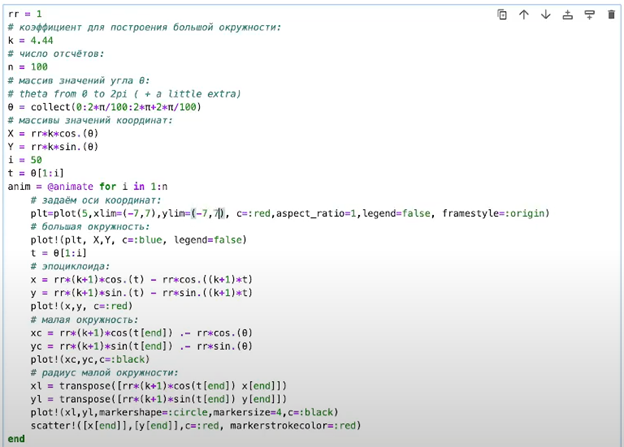 rr = 1
# коэффициент для построения большой окружности:
k = 4.44
# число отсчётов:
n = 100
# массив значений угла θ:
# theta from 0 to 2pi ( + a little extra)
θ = collect(0:2*π/100:2*π+2*π/100)
# массивы значений координат:
X = rr*k*cos.(θ)
Y = rr*k*sin.(θ)
i = 50
t = θ[1:i]
anim = @animate for i in 1:n
# задаём оси координат:
plt=plot(5,xlim=(-7,7),ylim=(-7,7), c=:red,aspect_ratio=1,legend=false, framestyle=:origin)
# большая окружность:
plot!(plt, X,Y, c=:blue, legend=false)
t = θ[1:i]
# эпоциклоида:
x = rr*(k+1)*cos.(t) - rr*cos.((k+1)*t)
y = rr*(k+1)*sin.(t) - rr*sin.((k+1)*t)
plot!(x,y, c=:red)
# малая окружность:
xc = rr*(k+1)*cos(t[end]) .- rr*cos.(θ)
yc = rr*(k+1)*sin(t[end]) .- rr*sin.(θ)
plot!(xc,yc,c=:black)
# радиус малой окружности:
xl = transpose([rr*(k+1)*cos(t[end]) x[end]])
yl = transpose([rr*(k+1)*sin(t[end]) y[end]])
plot!(xl,yl,markershape=:circle,markersize=4,c=:black)
scatter!([x[end]],[y[end]],c=:red, markerstrokecolor=:red)
end